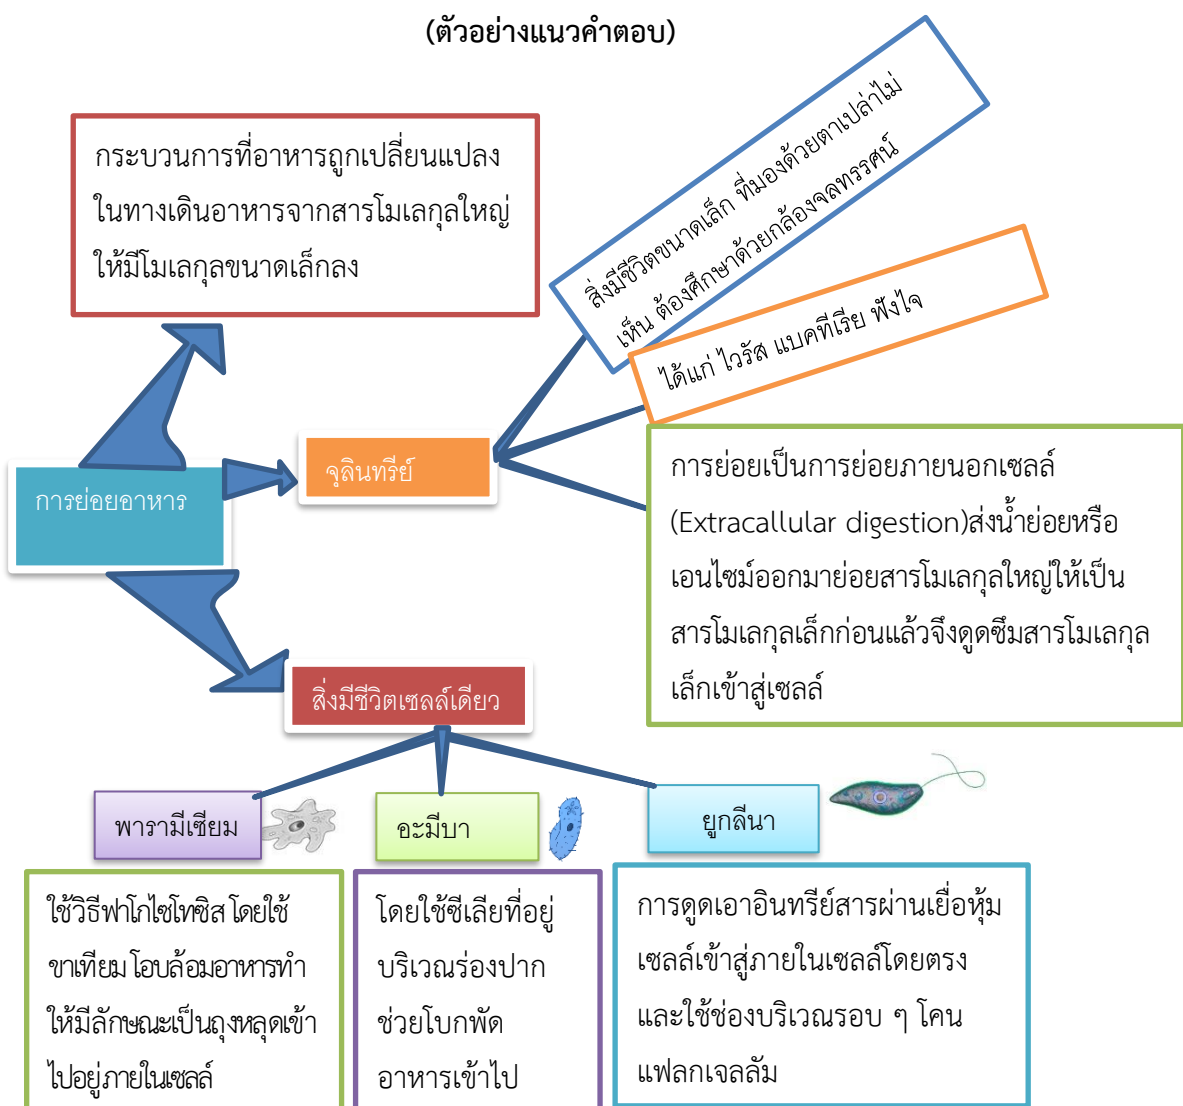 (ตัวอย่างแนวคำตอบ)
กระบวนการที่อาหารถูกเปลี่ยนแปลง
ในทางเดินอาหารจากสารโมเลกุลใหญ่
ให้มีโมเลกุลขนาดเล็กลง
สิ่งมีชีวิตขนาดเล็ก ที่มองด้วยตาเปล่าไม่
เห็น ต้องศึกษาด้วยกล้องจุลทรรศน์
ได้แก่ ไวรัส แบคทีเรีย ฟังไจ
จุลินทรีย์
การย่อยอาหาร
การย่อยเป็นการย่อยภายนอกเซลล์
(Extracallular digestion)ส่งน้ำย่อยหรือ
เอนไซม์ออกมาย่อยสารโมเลกุลใหญ่ให้เป็น
สารโมเลกุลเล็กก่อนแล้วจึงดูดซึมสารโมเลกุล
เล็กเข้าสู่เซลล์
สิ่งมีชีวิตเซลล์เดียว
พารามีเซียม
อะมีบา
ยูกลีนา
ใช้วิธีฟาโกไซโทซิส โดยใช้
ขาเทียม โอบล้อมอาหารทำ
ให้มีลักษณะเป็นถุงหลุดเข้า
ไปอยู่ภายในเซลล์
โดยใช้ซีเลียที่อยู่
บริเวณร่องปาก
ช่วยโบกพัด
อาหารเข้าไป
การดูดเอาอินทรีย์สารผ่านเยื่อหุ้ม
เซลล์เข้าสู่ภายในเซลล์โดยตรง
และใช้ช่องบริเวณรอบ ๆ โคน
แฟลกเจลลัม